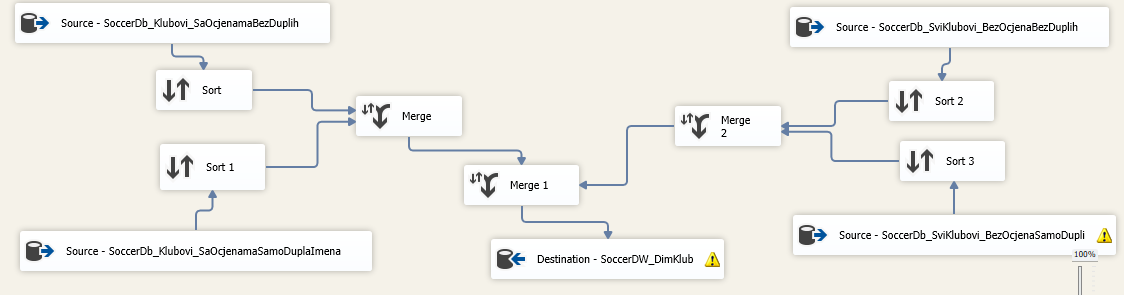 Source - SoccerDb_Klubovi_SaOcjenamaBezDuplih
Source - SoccerDb_SviKlubovi_BezOcjenaBezDuplih
Sort
Sort 2
Merge
Merge
2
Sort 1
Sort 3
Merge 1
Source - SoccerDb_Klubovi_SaOcjenamaSamoDuplaImena
Source - SoccerDb_SviKlubovi_BezOcjenaSamoDupli
Destination - SoccerDW_DimKlub
100%